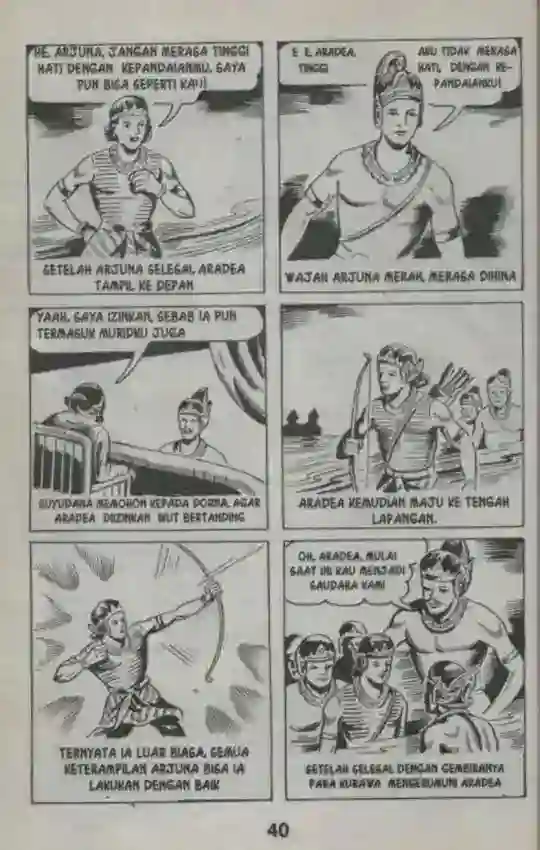 HE, ARJUNA, JANGAN MERASA TINGGI
HATI DENGAN KEPANDAIANMU. SAYA
PUN BISA SEPERTI KAU!
SETELAH ARJUNA SELESAI, ARADEA
TAMPIL KE DEPAN
E E, ARADEA, AKU TIDAK MERASA
TINGGI HATI, DENGAN KE-
PANDAIANKU!
WAJAH ARJUNA MERAH, MERASA DIHINA
YAAH, SAYA IZINKAN, SEBAB IA PUN
TERMASUK MURIDKU JUGA
SUYUDANA MEMOHON KEPADA DORNA, AGAR
ARADEA DIIZINKAN IKUT BERTANDING
ARADEA KEMUDIAN MAJU KE TENGAH
LAPANGAN.
TERNYATA IA LUAR BIASA, SEMUA
KETERAMPILAN ARJUNA BISA IA
LAKUKAN DENGAN BAIK
OH, ARADEA, MULAI
SAAT INI KAU MENJADI
SAUDARA KAMI
SETELAH SELESAI, DENGAN GEMBIRANYA
PARA KURAWA MENGERUMUNI ARADEA
40